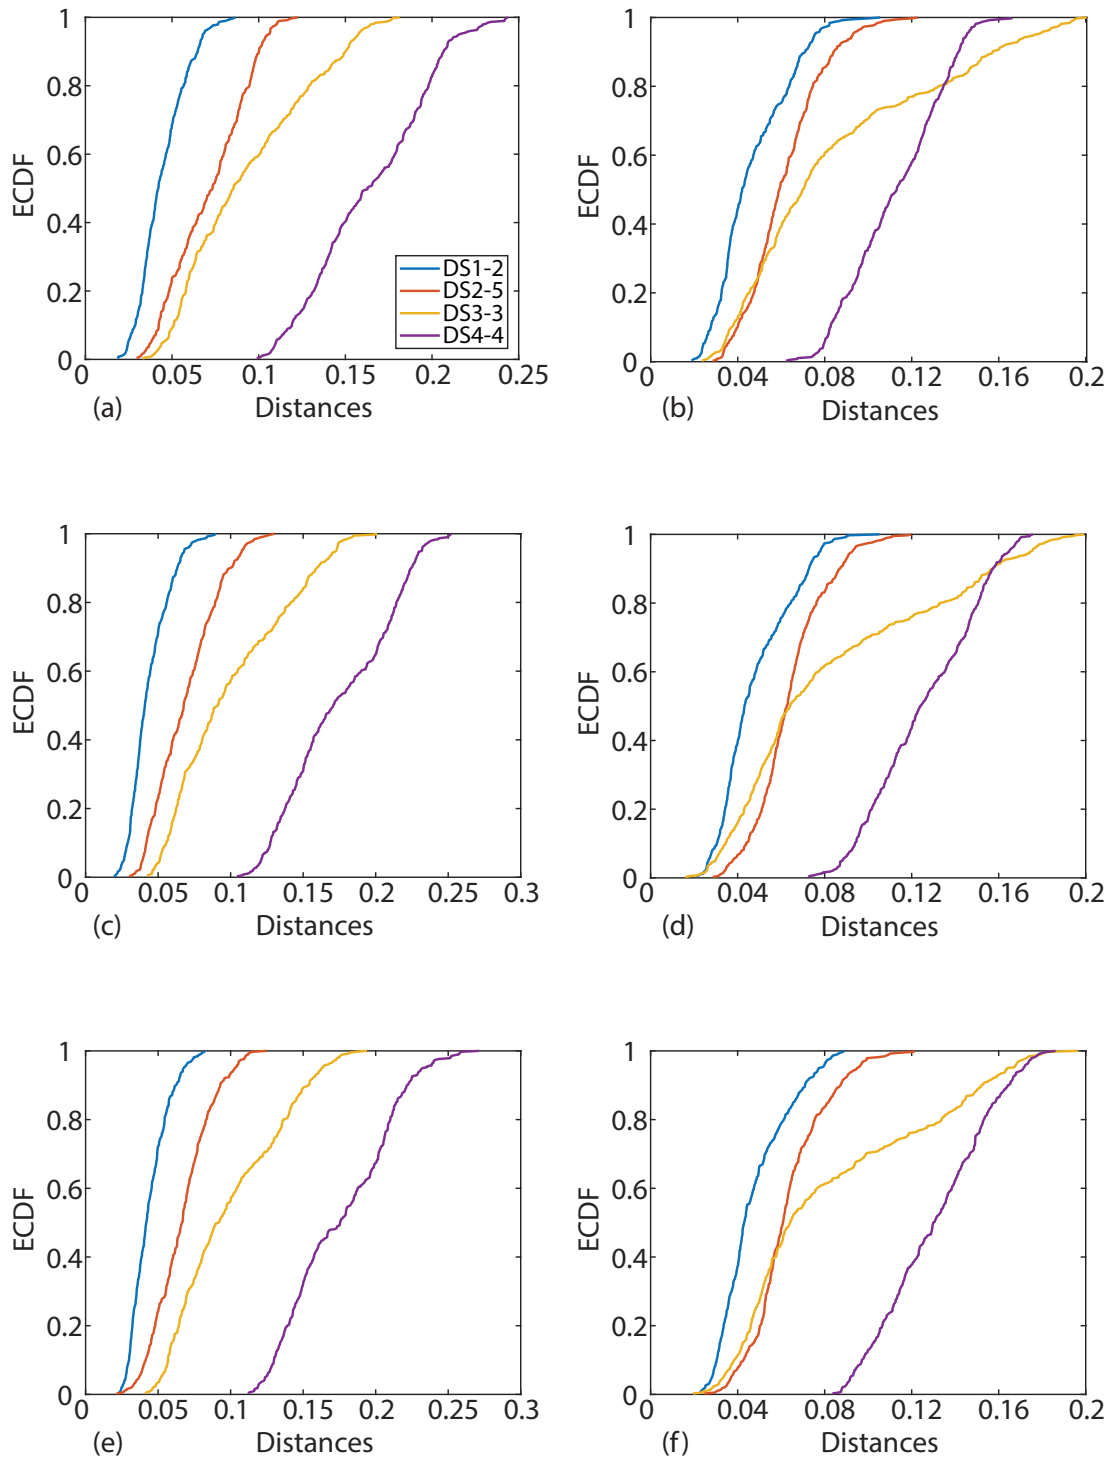 1
0.8
0.6
0.4
0.2
0
ECDF
DS1-2
DS2-5
DS3-3
DS4-4
0.05 0.1 0.15 0.2 0.25
(a) Distances
1
0.8
0.6
0.4
0.2
0
ECDF
0 0.04 0.08 0.12 0.16 0.2
(b) Distances
1
0.8
0.6
0.4
0.2
0
ECDF
0.05 0.1 0.15 0.2 0.25 0.3
(c) Distances
1
0.8
0.6
0.4
0.2
0
ECDF
0 0.04 0.08 0.12 0.16 0.2
(d) Distances
1
0.8
0.6
0.4
0.2
0
ECDF
0 0.05 0.1 0.15 0.2 0.25 0.3
(e) Distances
1
0.8
0.6
0.4
0.2
0
ECDF
0 0.04 0.08 0.12 0.16 0.2
(f) Distances